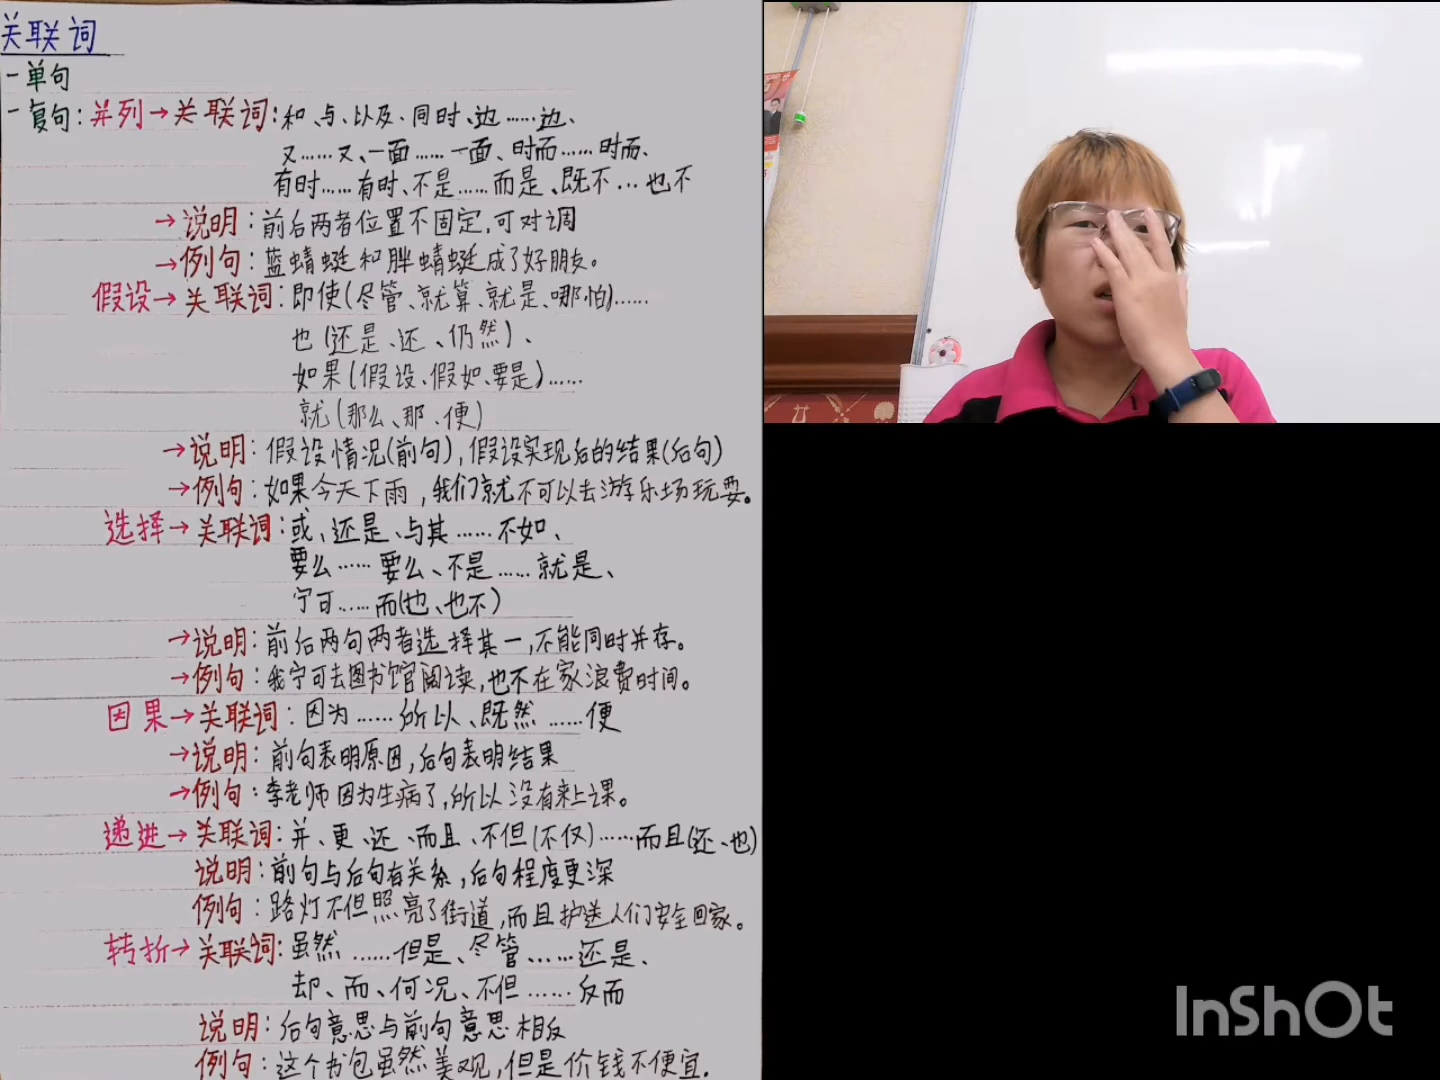 关联词
－单句
－复句：并列→关联词：和、与、以及、同时、边……边、
又……又、一面……一面、时而……时而、
有时……有时、不是……而是、既不…也不
→说明：前后两者位置不固定，可对调
→例句：蓝蜻蜓和胖蜻蜓成了好朋友。
假设→关联词：即使(尽管、就算、就是、哪怕)……
也(还是、还、仍然)、
如果(假设、假如、要是)……
就(那么、那、便)
→说明：假设情况(前句)，假设实现后的结果(后句)
→例句：如果今天下雨，我们就不可以去游乐场玩耍。
选择→关联词：或、还是、与其……不如、
要么……要么、不是……就是、
宁可……而(也、也不)
→说明：前后两句两者选择其一，不能同时并存。
→例句：我宁可去图书馆阅读，也不在家浪费时间。
因果→关联词：因为……所以、既然……便
→说明：前句表明原因，后句表明结果
→例句：李老师因为生病了，所以没有来上课。
递进→关联词：并、更、还、而且、不但(不仅)……而且(还、也)
说明：前句与后句有关系，后句程度更深
例句：路灯不但照亮了街道，而且护送人们安全回家。
转折→关联词：虽然……但是、尽管……还是、
却、而、何况、不但……反而
说明：后句意思与前句意思相反
例句：这个书包虽然美观，但是价钱不便宜.
InShOt